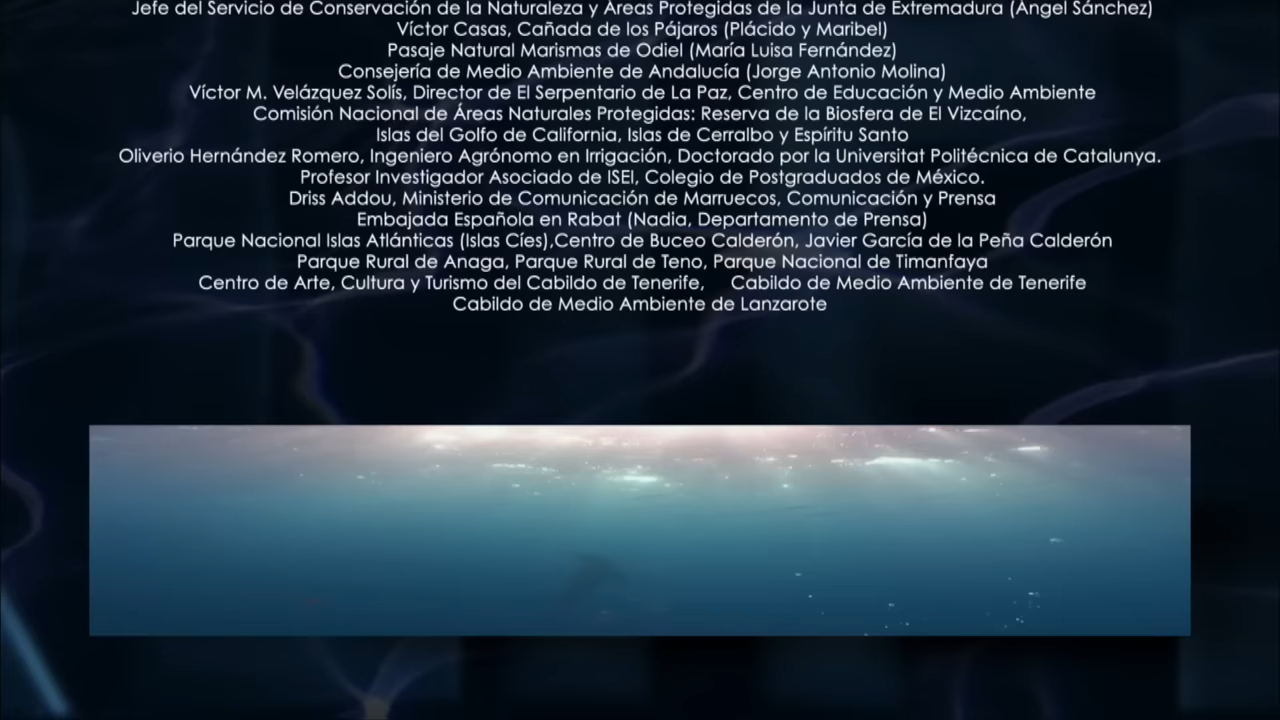 Jefe del Servicio de Conservación de la Naturaleza y Áreas Protegidas de la Junta de Extremadura (Ángel Sánchez)
Víctor Casas, Cañada de los Pájaros (Plácido y Maribel)
Pasaje Natural Marismas de Odiel (María Luisa Fernández)
Consejería de Medio Ambiente de Andalucía (Jorge Antonio Molina)
Víctor M. Velázquez Solís, Director de El Serpentario de La Paz, Centro de Educación y Medio Ambiente
Comisión Nacional de Áreas Naturales Protegidas: Reserva de la Biosfera de El Vizcaíno,
Islas del Golfo de California, Islas de Cerralbo y Espíritu Santo
Oliverio Hernández Romero, Ingeniero Agrónomo en Irrigación, Doctorado por la Universitat Politécnica de Catalunya.
Profesor Investigador Asociado de ISEI, Colegio de Postgraduados de México.
Driss Addou, Ministerio de Comunicación de Marruecos, Comunicación y Prensa
Embajada Española en Rabat (Nadia, Departamento de Prensa)
Parque Nacional Islas Atlánticas (Islas Cíes),Centro de Buceo Calderón, Javier García de la Peña Calderón
Parque Rural de Anaga, Parque Rural de Teno, Parque Nacional de Timanfaya
Centro de Arte, Cultura y Turismo del Cabildo de Tenerife, Cabildo de Medio Ambiente de Tenerife
Cabildo de Medio Ambiente de Lanzarote